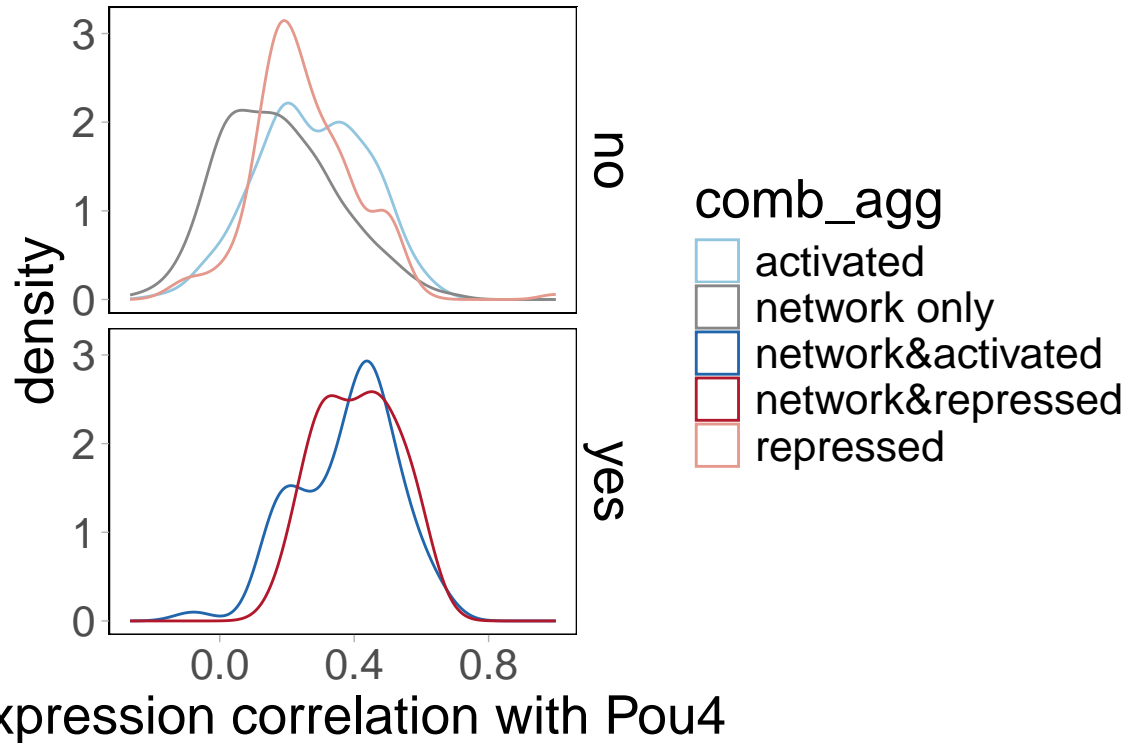 3
2
1
0
no
density
3
2
1
0
yes
0.0 0.4 0.8
xpression correlation with Pou4
comb_agg
activated
network only
network&activated
network&repressed
repressed